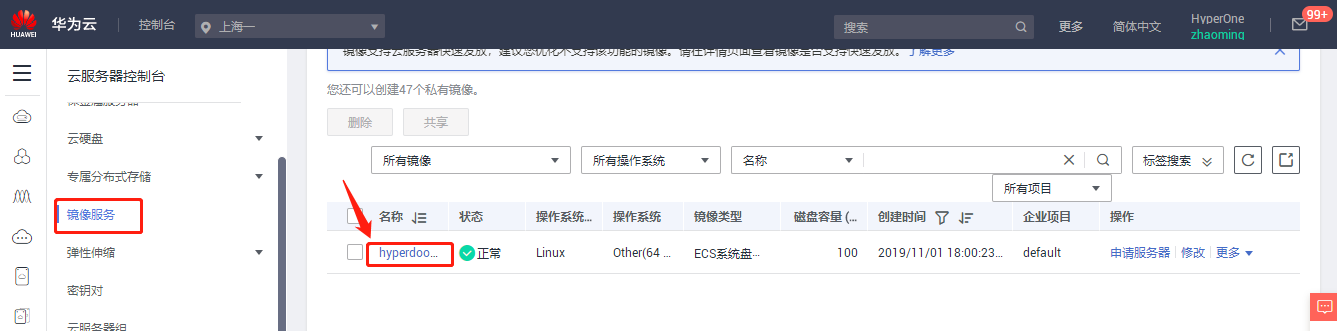 HUAWEI
华为云
控制台
上海一
搜索
更多
简体中文
HyperOne
zhaoming
99+
云服务器控制台
裸金属服务器
云硬盘
专属分布式存储
镜像服务
弹性伸缩
密钥对
云服务器组
镜像支持云服务器快速发放，建议您优化不支持该功能的镜像。请在详情页面查看镜像是否支持快速发放。了解更多
您还可以创建47个私有镜像。
删除
共享
所有镜像
所有操作系统
名称
标签搜索
所有项目
名称 状态 操作系统... 操作系统 镜像类型 磁盘容量 (... 创建时间 企业项目 操作
hyperdoo... 正常 Linux Other(64 ... ECS系统盘... 100 2019/11/01 18:00:23... default 申请服务器 修改 更多